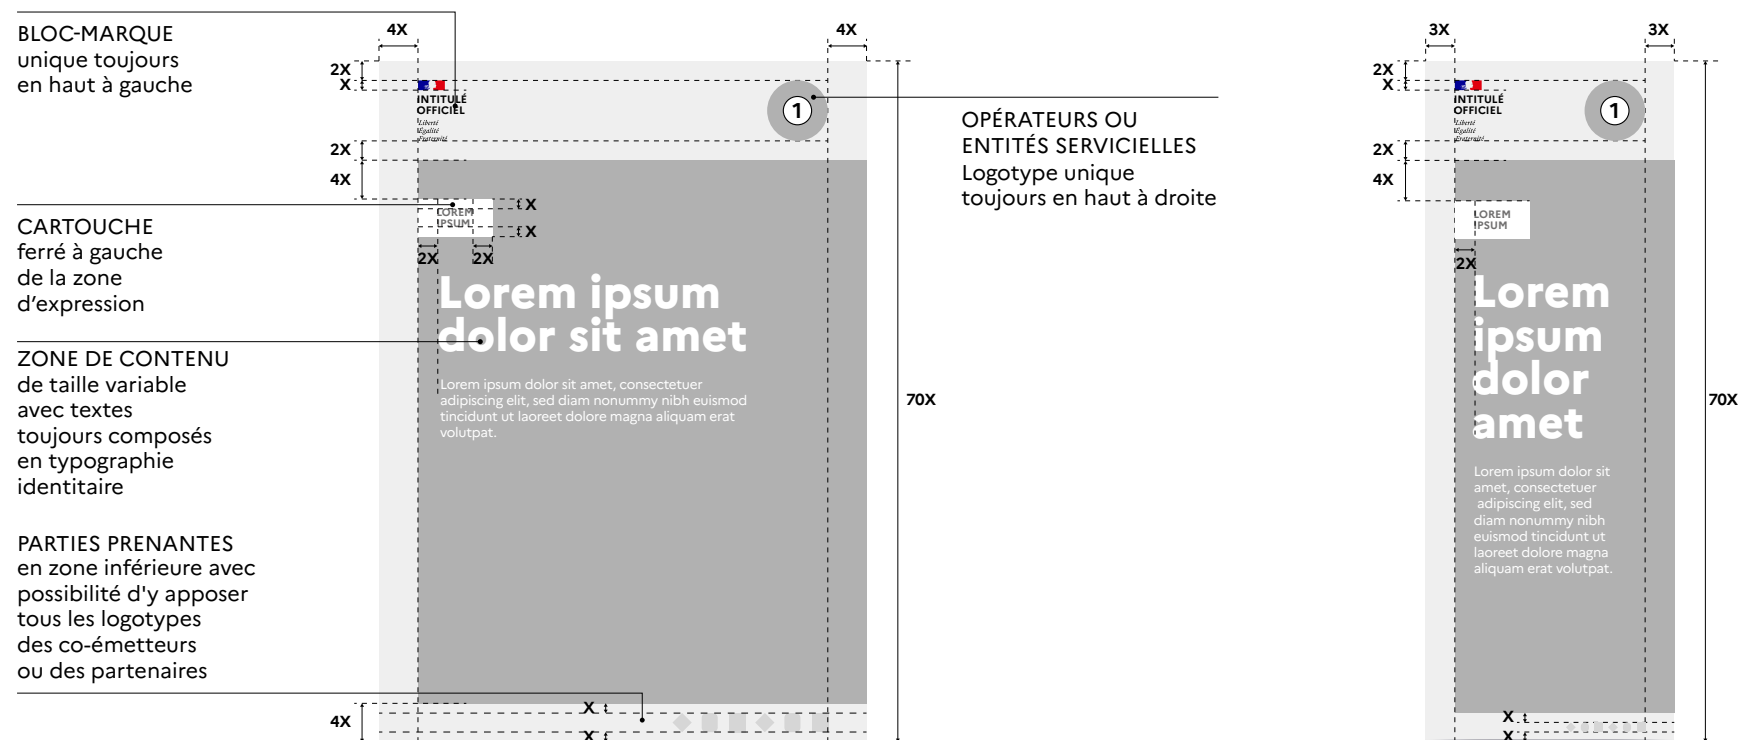 BLOC-MARQUE
unique toujours
en haut à gauche
CARTOUCHE
ferré à gauche
de la zone
d’expression
ZONE DE CONTENU
de taille variable
avec textes
toujours composés
en typographie
identitaire
PARTIES PRENANTES
en zone inférieure avec
possibilité d'y apposer
tous les logotypes
des co-émetteurs
ou des partenaires
4X
4X
2X
X
INTITULÉ
OFFICIEL
Liberté
Égalité
Fraternité
1
2X
4X
LOREM
IPSUM
X
X
2X
2X
Lorem ipsum
dolor sit amet
Lorem ipsum dolor sit amet, consectetuer
adipiscing elit, sed diam nonummy nibh euismod
tincidunt ut laoreet dolore magna aliquam erat
volutpat.
70X
X
4X
X
OPÉRATEURS OU
ENTITÉS SERVICIELLES
Logotype unique
toujours en haut à droite
3X
3X
2X
X
INTITULÉ
OFFICIEL
Liberté
Égalité
Fraternité
1
2X
4X
LOREM
IPSUM
2X
Lorem
ipsum
dolor
amet
Lorem ipsum dolor sit
amet, consectetuer
adipiscing elit, sed
diam nonummy nibh
euismod tincidunt ut
laoreet dolore magna
aliquam erat volutpat.
70X
X
X